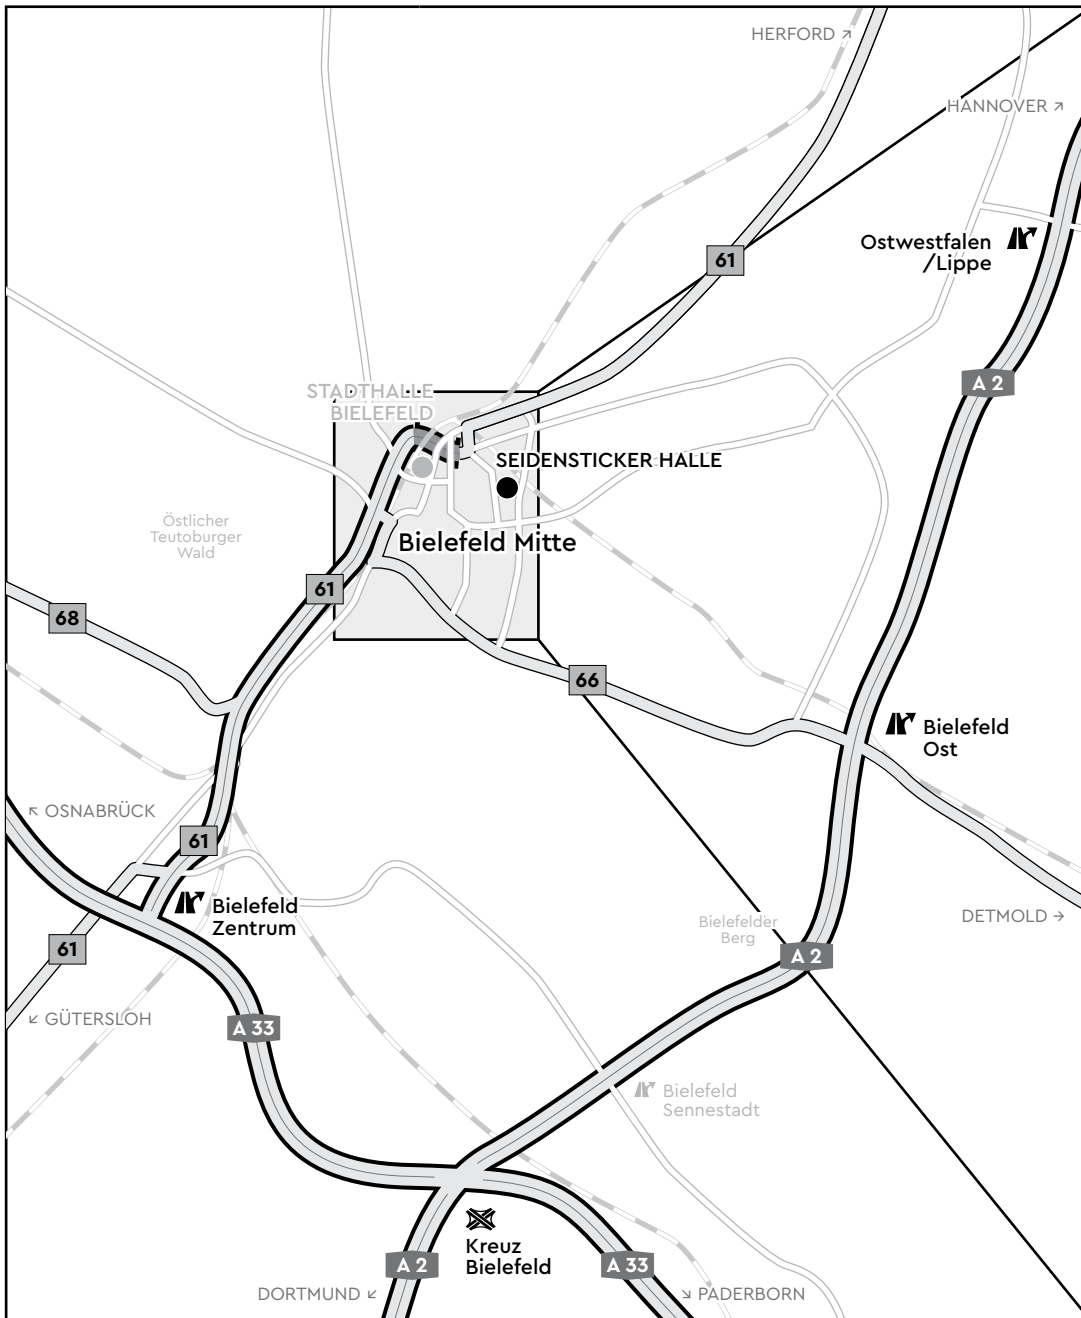 HERFORD ↗
HANNOVER ↗
Ostwestfalen
/Lippe
61
A 2
STADTHALLE
BIELEFELD
SEIDENSTICKER HALLE
Östlicher
Teutoburger
Wald
Bielefeld Mitte
61
68
66
Bielefeld
Ost
↖ OSNABRÜCK
61
Bielefeld
Zentrum
61
Bielefelder
Berg
DETMOLD →
A 2
↙ GÜTERSLOH
A 33
Bielefeld
Sennestadt
Kreuz
Bielefeld
A 2
A 33
DORTMUND ↙
↘ PADERBORN